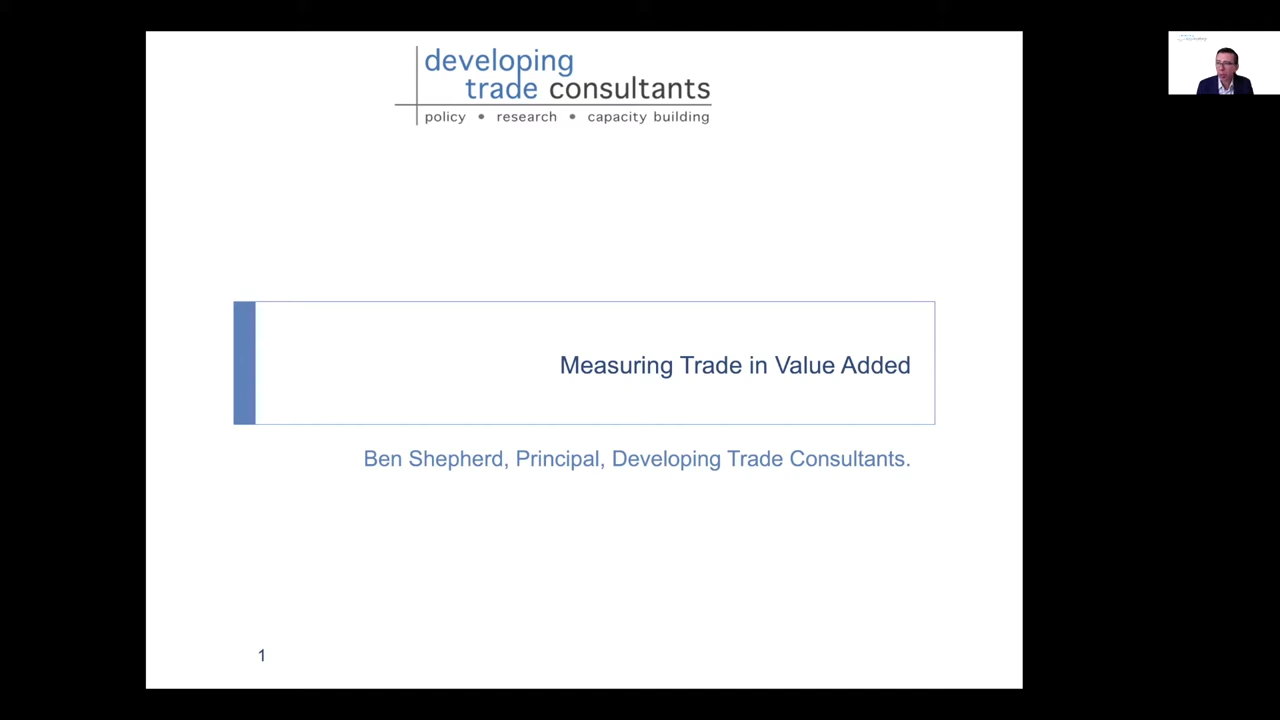 developing
trade consultants
policy • research • capacity building
Measuring Trade in Value Added
Ben Shepherd, Principal, Developing Trade Consultants.
1